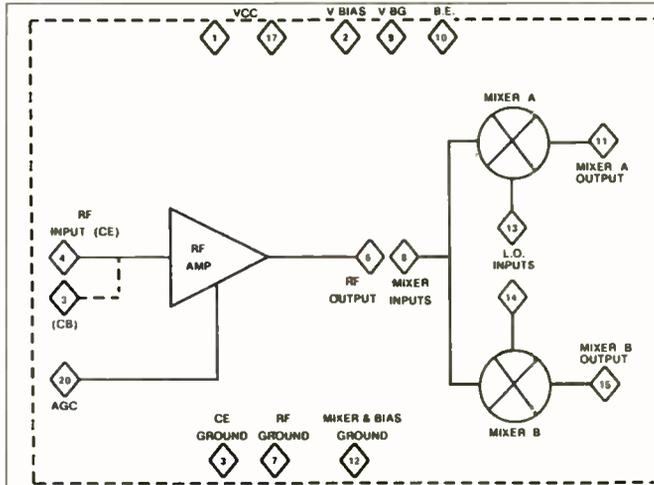 VCC
V BIAS
V BG
B.E.
1
17
2
9
10
MIXER A
11
MIXER A
OUTPUT
RF
INPUT (CE)
4
RF
AMP
6
8
13
L.O.
INPUTS
3
(CB)
RF
OUTPUT
MIXER
INPUTS
14
20
AGC
MIXER B
OUTPUT
15
MIXER B
CE
GROUND
RF
GROUND
MIXER & BIAS
GROUND
3
7
12